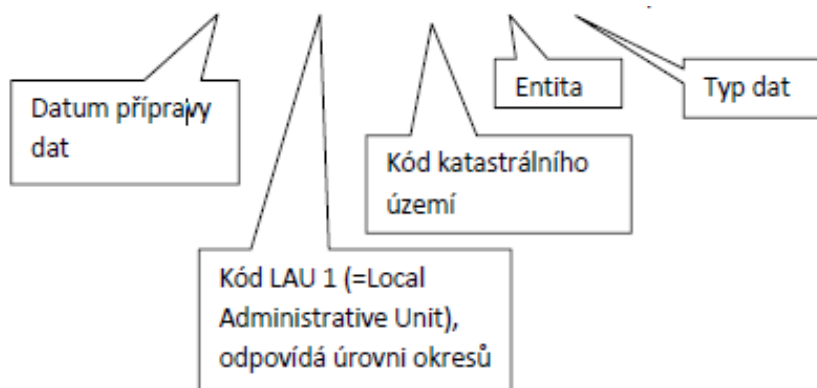 Datum přípravy
dat
Entita
Typ dat
Kód katastrálního
území
Kód LAU 1 (=Local
Administrative Unit),
odpovídá úrovni okresů